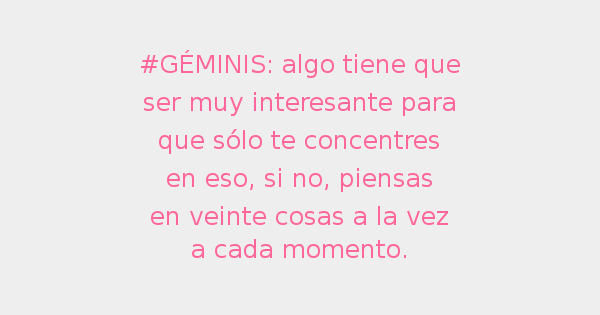 #GÉMINIS: algo tiene que
ser muy interesante para
que sólo te concentres
en eso, si no, piensas
en veinte cosas a la vez
a cada momento.